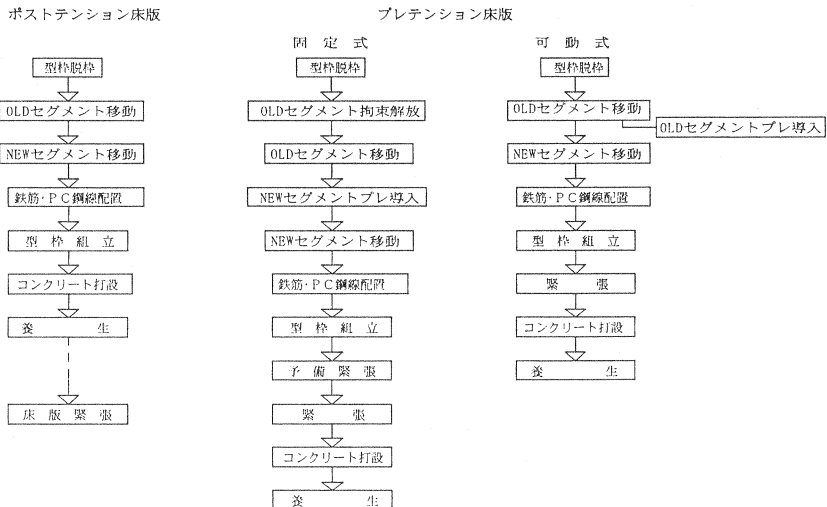 ポストテンション床版
型枠脱枠
OLDセグメント移動
NEWセグメント移動
鉄筋・PC鋼線配置
型枠組立
コンクリート打設
養生
床版緊張
プレテンション床版
固定式
型枠脱枠
OLDセグメント拘束解放
OLDセグメント移動
NEWセグメントプレ導入
NEWセグメント移動
鉄筋・PC鋼線配置
型枠組立
予備緊張
緊張
コンクリート打設
養生
可動式
型枠脱枠
OLDセグメント移動
OLDセグメントプレ導入
NEWセグメント移動
鉄筋・PC鋼線配置
型枠組立
緊張
コンクリート打設
養生